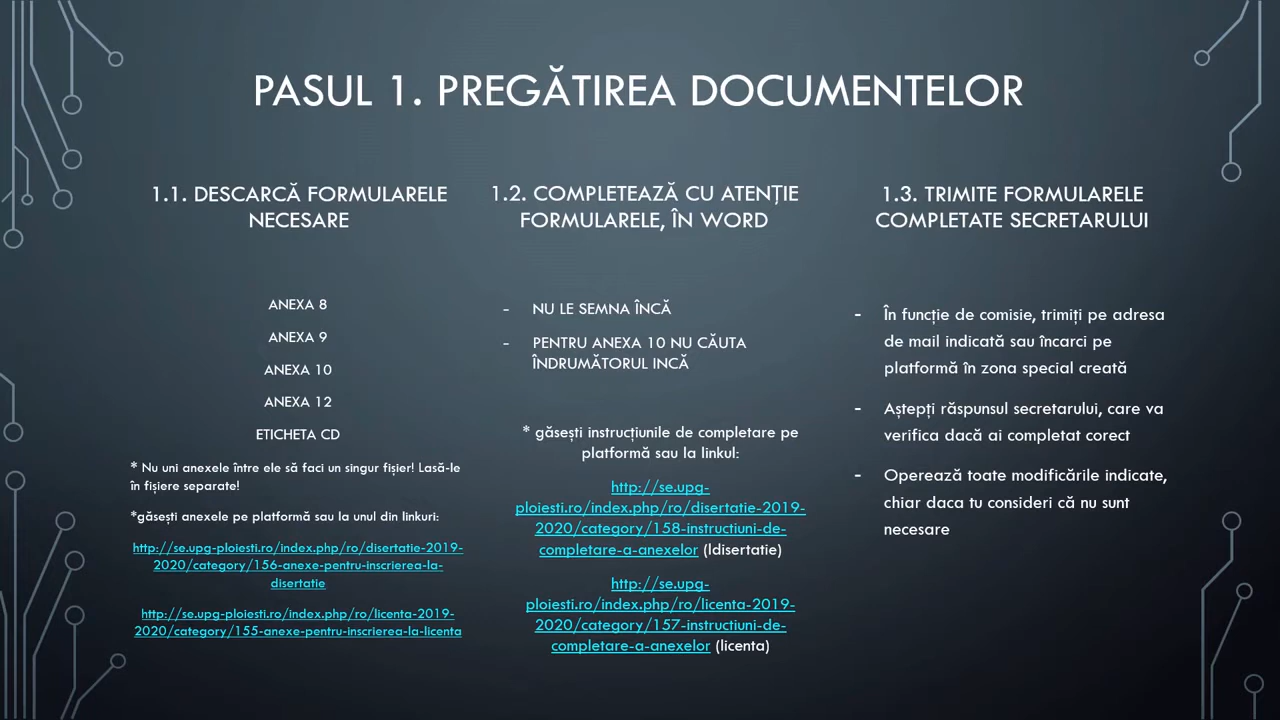 PASUL 1. PREGĂTIREA DOCUMENTELOR
1.1. DESCARCĂ FORMULARELE
NECESARE
ANEXA 8
ANEXA 9
ANEXA 10
ANEXA 12
ETICHETA CD
* Nu uni anexele între ele să faci un singur fișier! Lasă-le
în fișiere separate!
*găsești anexele pe platformă sau la unul din linkuri:
http://se.upg-ploiesti.ro/index.php/ro/disertatie-2019-
2020/category/156-anexe-pentru-inscrierea-la-
disertatie
http://se.upg-ploiesti.ro/index.php/ro/licenta-2019-
2020/category/155-anexe-pentru-inscrierea-la-licenta
1.2. COMPLETEAZĂ CU ATENȚIE
FORMULARELE, ÎN WORD
- NU LE SEMNA ÎNCĂ
- PENTRU ANEXA 10 NU CĂUTA
ÎNDRUMĂTORUL INCĂ
* găsești instrucțiunile de completare pe
platformă sau la linkul:
http://se.upg-
ploiesti.ro/index.php/ro/disertatie-2019-
2020/category/158-instructiuni-de-
completare-a-anexelor (ldisertatie)
http://se.upg-
ploiesti.ro/index.php/ro/licenta-2019-
2020/category/157-instructiuni-de-
completare-a-anexelor (licenta)
1.3. TRIMITE FORMULARELE
COMPLETATE SECRETARULUI
- În funcție de comisie, trimiți pe adresa
de mail indicată sau încarci pe
platformă în zona special creată
- Aștepți răspunsul secretarului, care va
verifica dacă ai completat corect
- Operează toate modificările indicate,
chiar daca tu consideri că nu sunt
necesare